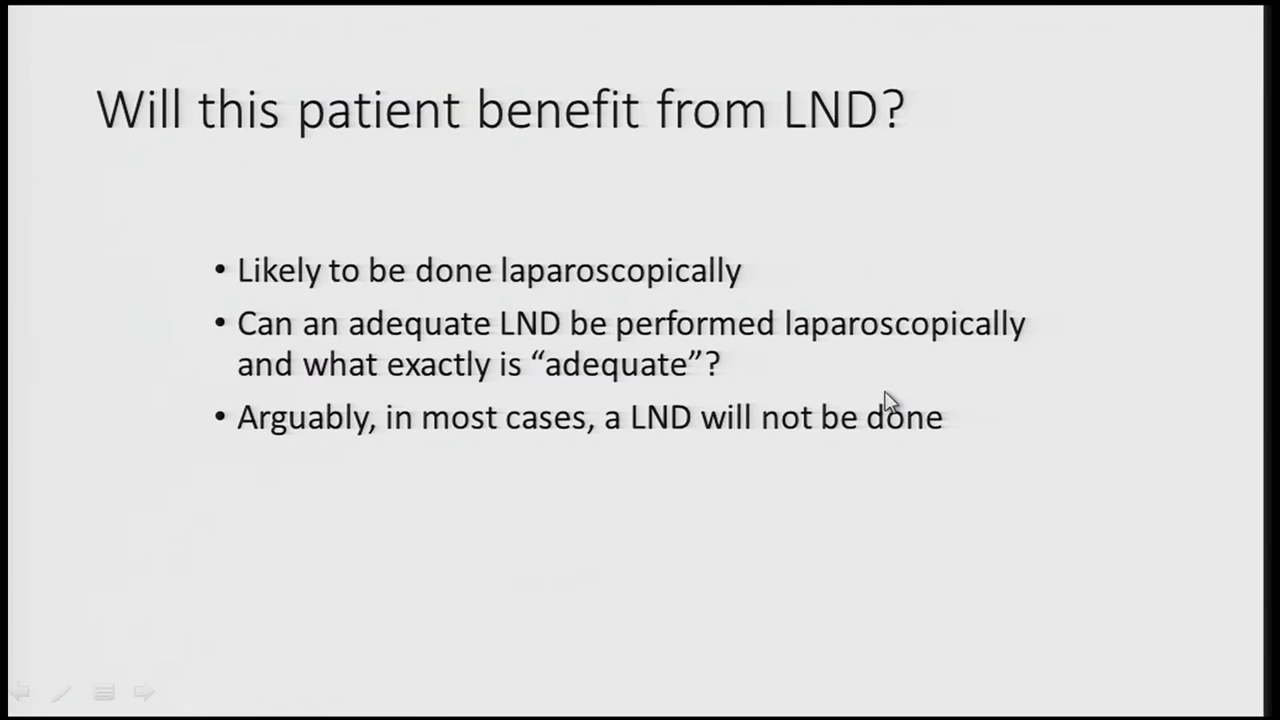 Will this patient benefit from LND?
• Likely to be done laparoscopically
• Can an adequate LND be performed laparoscopically
and what exactly is “adequate”?
• Arguably, in most cases, a LND will not be done